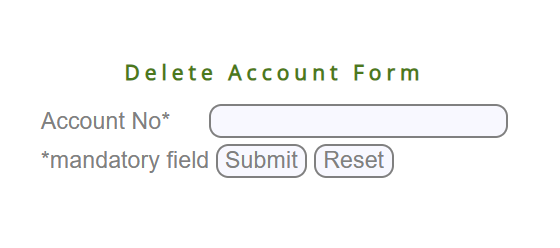 Delete Account Form
Account No*
*mandatory field Submit Reset